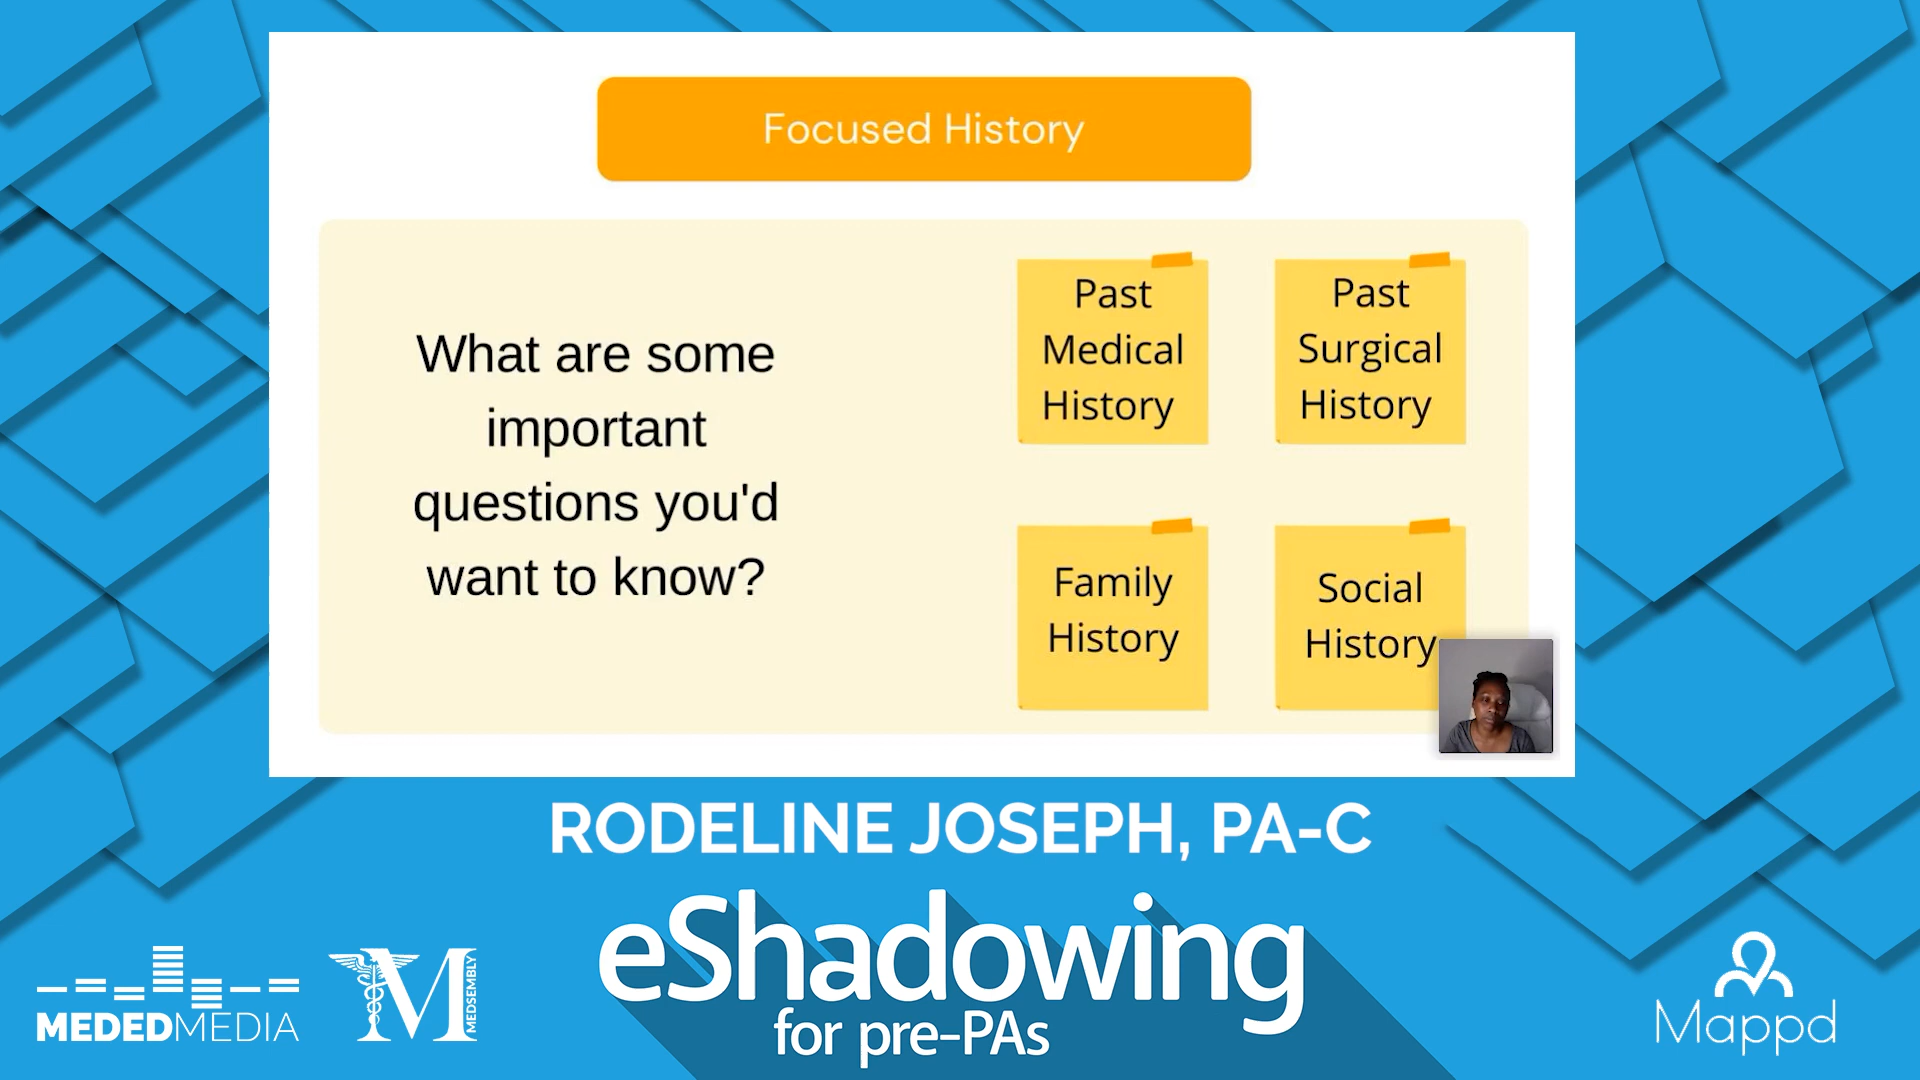 Focused History
What are some
important
questions you'd
want to know?
Past
Medical
History
Past
Surgical
History
Family
History
Social
History
RODELINE JOSEPH, PA-C
eShadowing
for pre-PAs
MEDEDMEDIA
M
MEDSEMBLY
Mappd